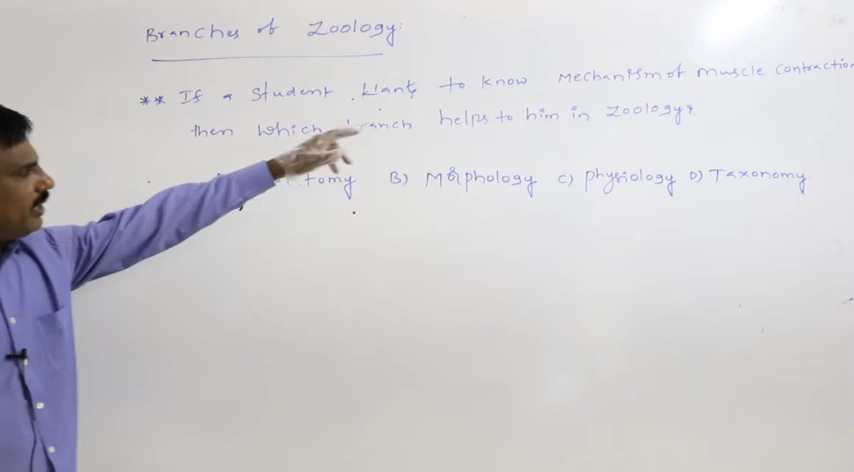 Branches of Zoology:
** If a student wants to know Mechanism of muscle contraction
then which branch helps to him in Zoology?
tomy B) Morphology C) physiology D) Taxonomy.